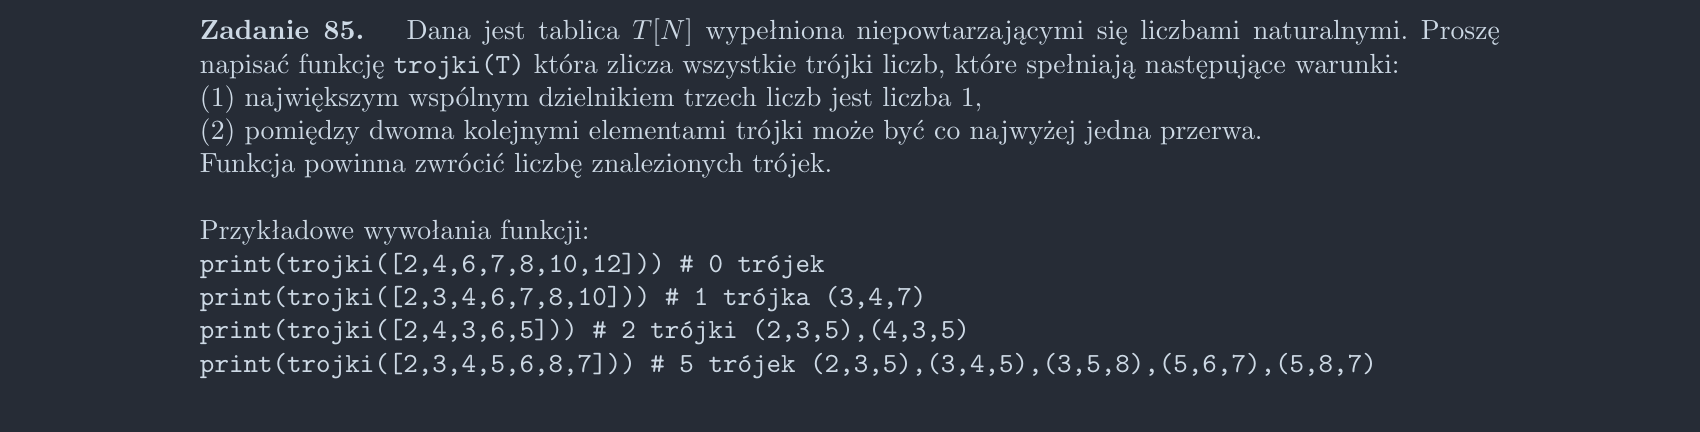 Zadanie 85. Dana jest tablica T[N] wypełniona niepowtarzającymi się liczbami naturalnymi. Proszę
napisać funkcję trojki(T) która zlicza wszystkie trójki liczb, które spełniają następujące warunki:
(1) największym wspólnym dzielnikiem trzech liczb jest liczba 1,
(2) pomiędzy dwoma kolejnymi elementami trójki może być co najwyżej jedna przerwa.
Funkcja powinna zwrócić liczbę znalezionych trójek.
Przykładowe wywołania funkcji:
print(trojki([2,4,6,7,8,10,12])) # 0 trójek
print(trojki([2,3,4,6,7,8,10])) # 1 trójka (3,4,7)
print(trojki([2,4,3,6,5])) # 2 trójki (2,3,5),(4,3,5)
print(trojki([2,3,4,5,6,8,7])) # 5 trójek (2,3,5),(3,4,5),(3,5,8),(5,6,7),(5,8,7)